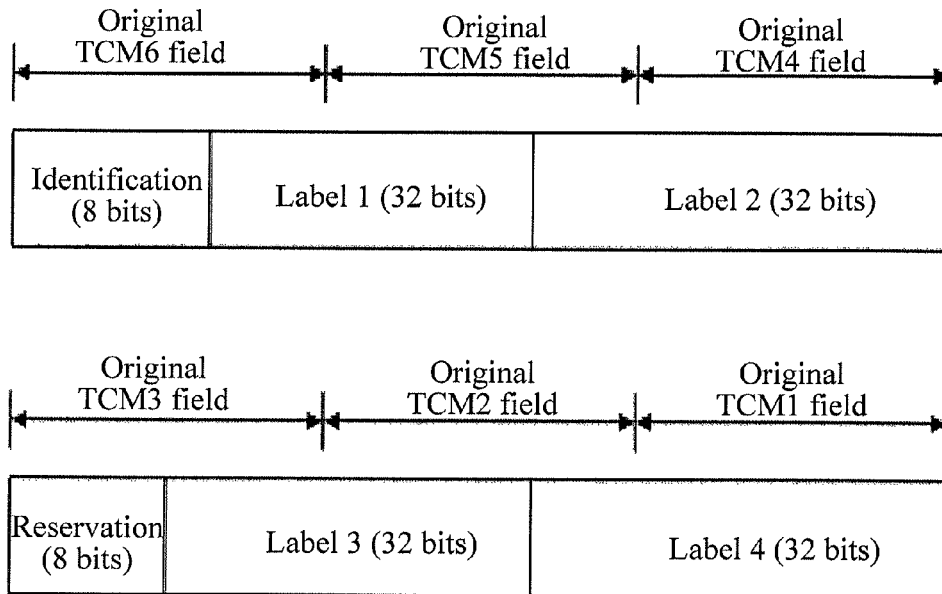 Original
TCM6 field
Original
TCM5 field
Original
TCM4 field
Identification
(8 bits)
Label 1 (32 bits)
Label 2 (32 bits)
Original
TCM3 field
Original
TCM2 field
Original
TCM1 field
Reservation
(8 bits)
Label 3 (32 bits)
Label 4 (32 bits)